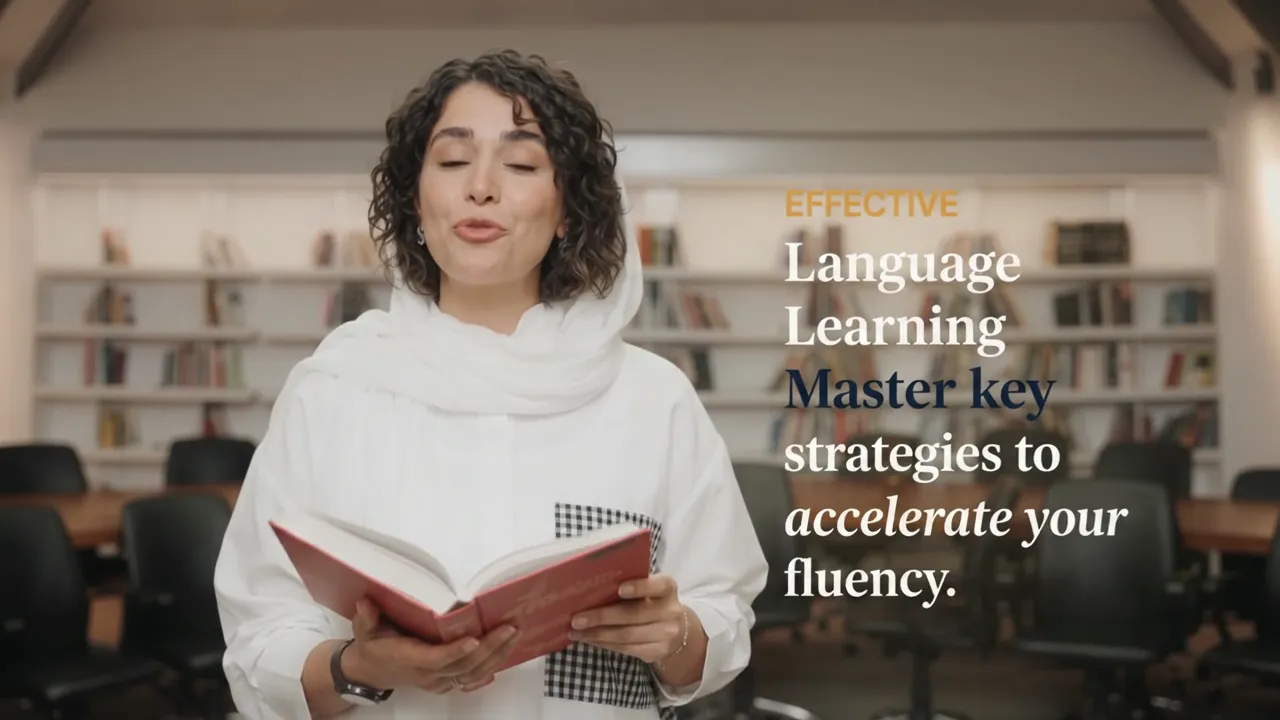 EFFECTIVE
Language
Learning
Master key
strategies to
accelerate your
fluency.